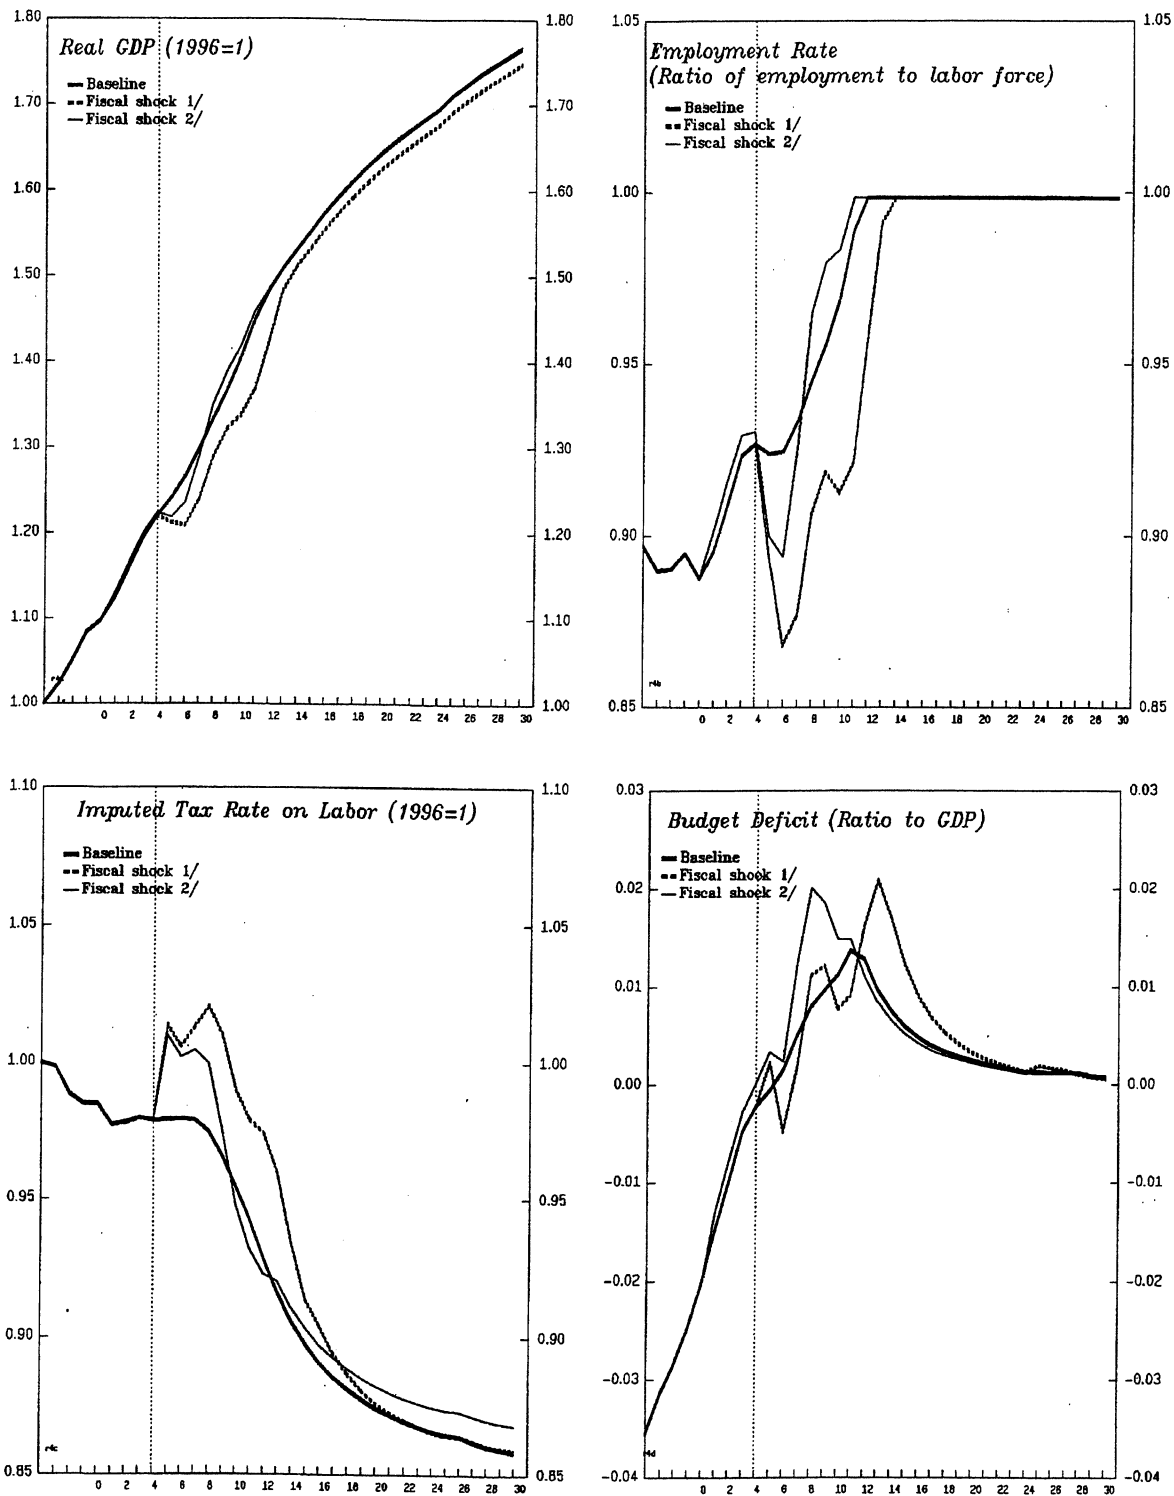 Real GDP (1996=1)
Baseline
Fiscal shock 1/
Fiscal shock 2/
1.80
1.70
1.60
1.50
1.40
1.30
1.20
1.10
1.00
1.80
1.70
1.60
1.50
1.40
1.30
1.20
1.10
1.00
0 2 4 6 8 10 12 14 16 18 20 22 24 26 28 30
Employment Rate
(Ratio of employment to labor force)
Baseline
Fiscal shock 1/
Fiscal shock 2/
1.05
1.00
0.95
0.90
0.85
1.05
1.00
0.95
0.90
0.85
r4b
0 2 4 6 8 10 12 14 16 18 20 22 24 26 28 30
Imputed Tax Rate on Labor (1996=1)
Baseline
Fiscal shock 1/
Fiscal shock 2/
1.10
1.05
1.00
0.95
0.90
0.85
1.10
1.05
1.00
0.95
0.90
0.85
r4c
0 2 4 6 8 10 12 14 16 18 20 22 24 26 28 30
Budget Deficit (Ratio to GDP)
Baseline
Fiscal shock 1/
Fiscal shock 2/
0.03
0.02
0.01
0.00
-0.01
-0.02
-0.03
-0.04
0.03
0.02
0.01
0.00
-0.01
-0.02
-0.03
-0.04
r4d
0 2 4 6 8 10 12 14 16 18 20 22 24 26 28 30